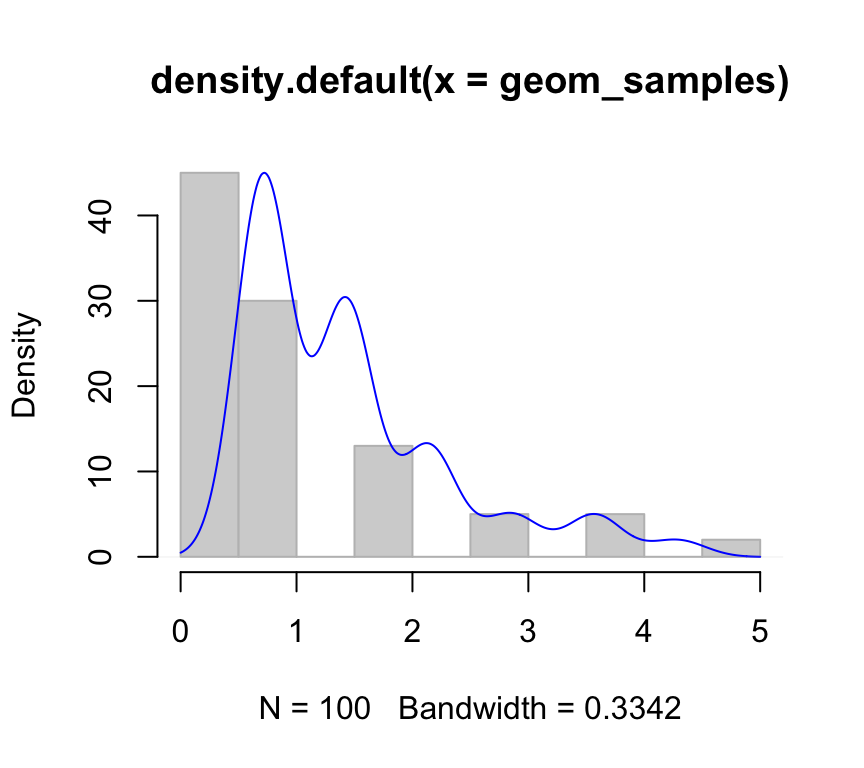 density.default(x = geom_samples)
Density
40
30
20
10
0
0 1 2 3 4 5
N = 100 Bandwidth = 0.3342